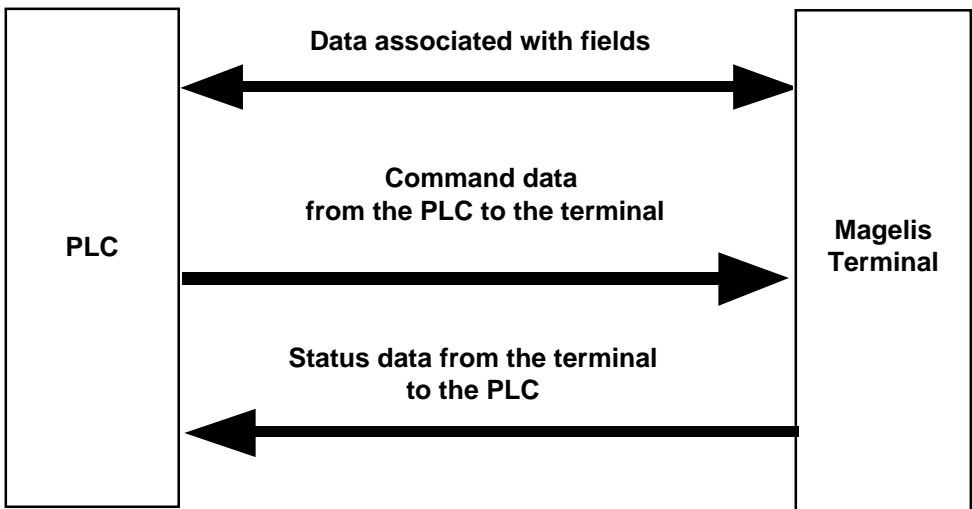 Data associated with fields
Command data
from the PLC to the terminal
PLC
Magelis
Terminal
Status data from the terminal
to the PLC